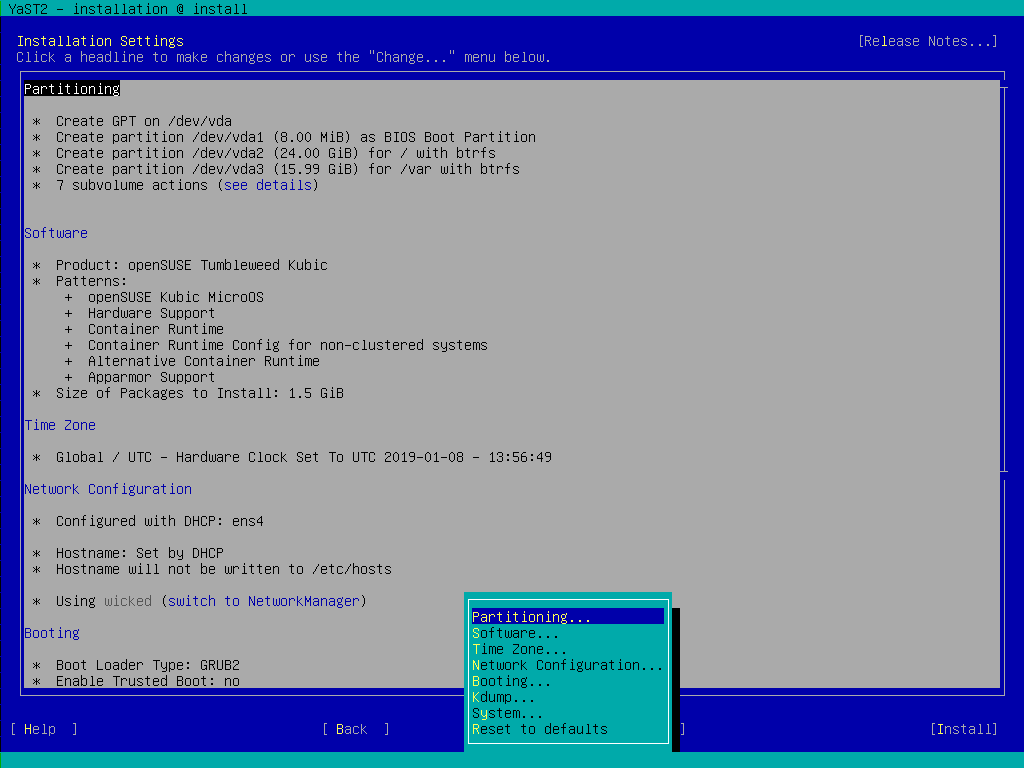 YaST2 - installation @ install
Installation Settings [Release Notes...]
Click a headline to make changes or use the "Change..." menu below.
Partitioning
* Create GPT on /dev/vda
* Create partition /dev/vda1 (8.00 MiB) as BIOS Boot Partition
* Create partition /dev/vda2 (24.00 GiB) for / with btrfs
* Create partition /dev/vda3 (15.99 GiB) for /var with btrfs
* 7 subvolume actions (see details)
Software
* Product: openSUSE Tumbleweed Kubic
* Patterns:
+ openSUSE Kubic MicroOS
+ Hardware Support
+ Container Runtime
+ Container Runtime Config for non-clustered systems
+ Alternative Container Runtime
+ Apparmor Support
* Size of Packages to Install: 1.5 GiB
Time Zone
* Global / UTC - Hardware Clock Set To UTC 2019-01-08 - 13:56:49
Network Configuration
* Configured with DHCP: ens4
* Hostname: Set by DHCP
* Hostname will not be written to /etc/hosts
* Using wicked (switch to NetworkManager)
Booting
* Boot Loader Type: GRUB2
* Enable Trusted Boot: no
Partitioning...
Software...
Time Zone...
Network Configuration...
Booting...
Kdump...
System...
Reset to defaults
[ Help ] [ Back ] ] [Install]